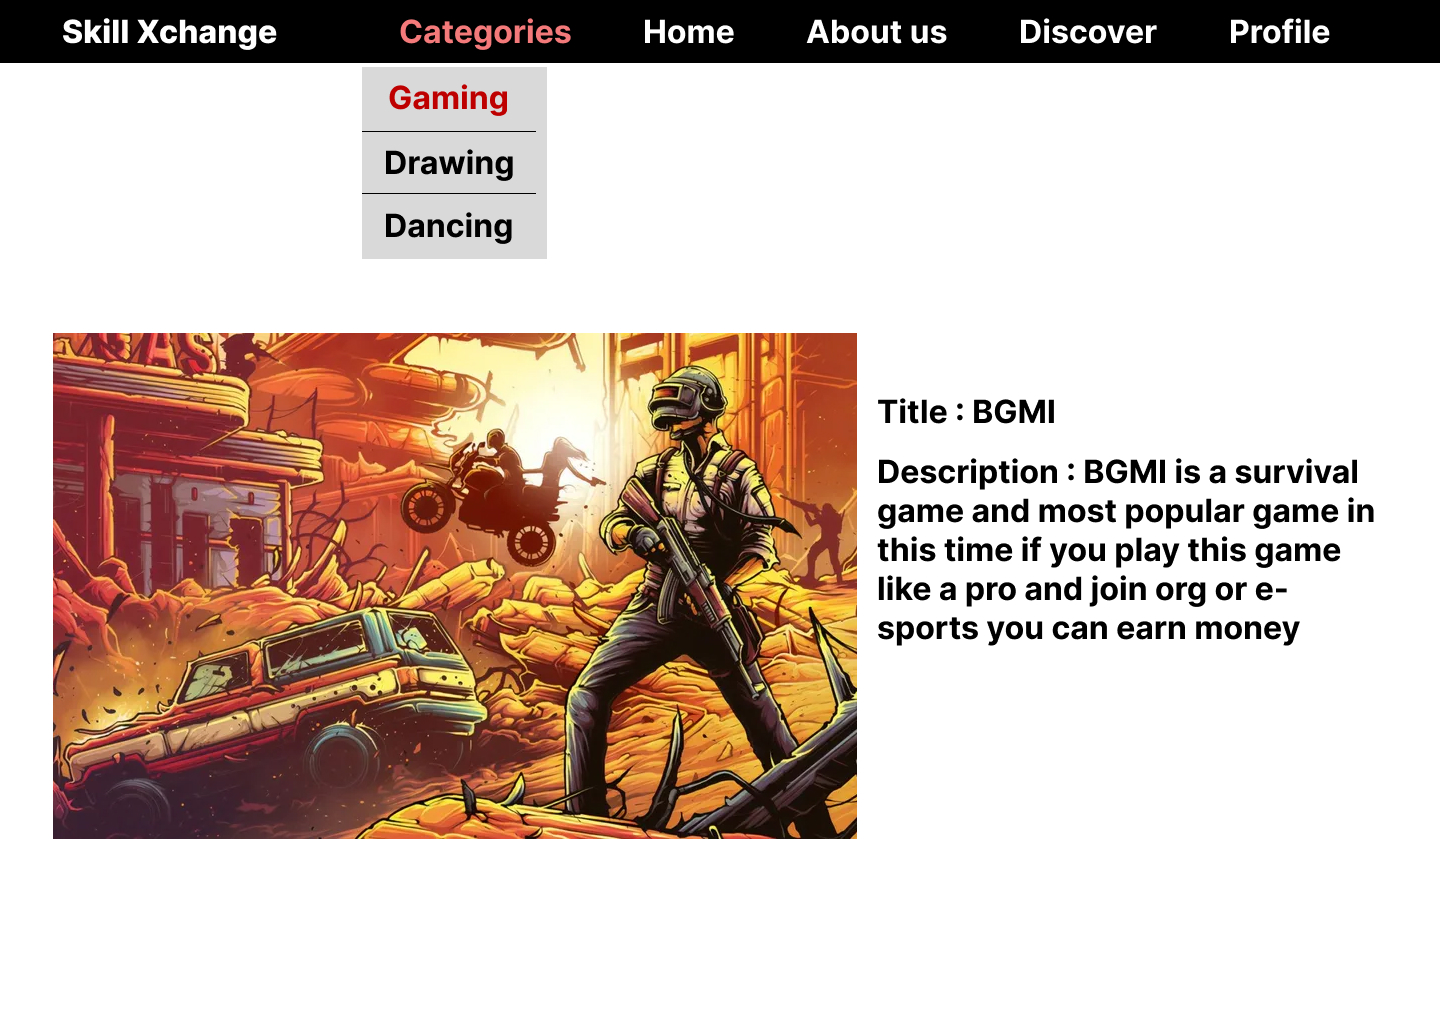 Skill Xchange Categories Home About us Discover Profile
Gaming
Drawing
Dancing
Title : BGMI
Description : BGMI is a survival
game and most popular game in
this time if you play this game
like a pro and join org or e-
sports you can earn money